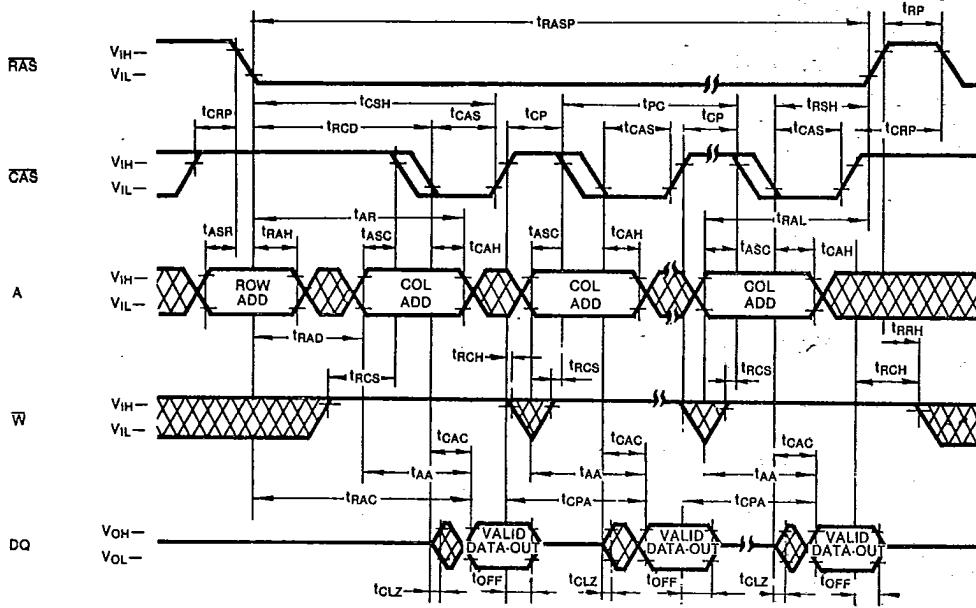 tRASP
tRP
RAS
VIH
VIL
tCSH
tPC
tRSH
tCRP
tRCD
tCAS
tCP
tCAS
tCP
tCAS
tCRP
CAS
VIH
VIL
tAR
tRAL
tASR
tRAH
tASC
tCAH
tASC
tCAH
tASC
tCAH
A
VIH
VIL
ROW ADD
COL ADD
COL ADD
COL ADD
tRAD
tRCH
tRRH
tRCS
tRCS
tRCS
tRCH
W
VIH
VIL
tCAC
tCAC
tCAC
tAA
tAA
tAA
tRAC
tCPA
tCPA
DQ
VOH
VOL
VALID DATA-OUT
VALID DATA-OUT
VALID DATA-OUT
tCLZ
tOFF
tCLZ
tOFF
tCLZ
tOFF